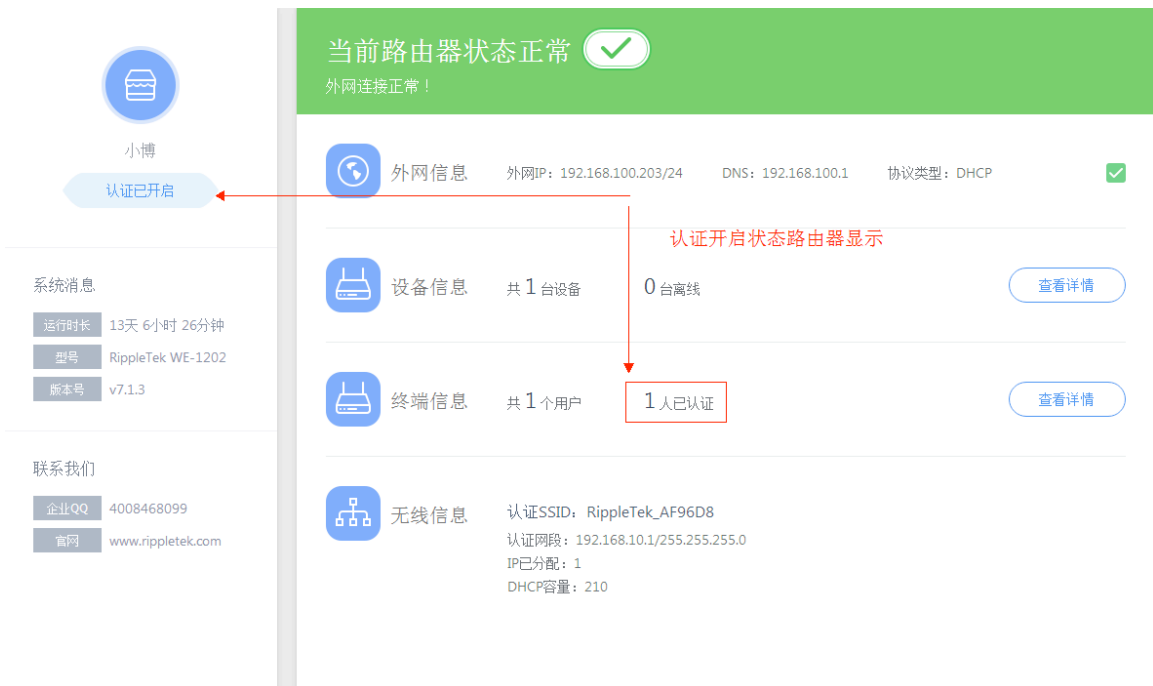 小博
认证已开启
系统消息
运行时长 13天 6小时 26分钟
型号 RippleTek WE-1202
版本号 v7.1.3
联系我们
企业QQ 4008468099
官网 www.rippletek.com
当前路由器状态正常
外网连接正常！
外网信息 外网IP：192.168.100.203/24 DNS：192.168.100.1 协议类型：DHCP
认证开启状态路由器显示
设备信息 共1台设备 0台离线 查看详情
终端信息 共1个用户 1人已认证 查看详情
无线信息 认证SSID：RippleTek_AF96D8
认证网段：192.168.10.1/255.255.255.0
IP已分配：1
DHCP容量：210